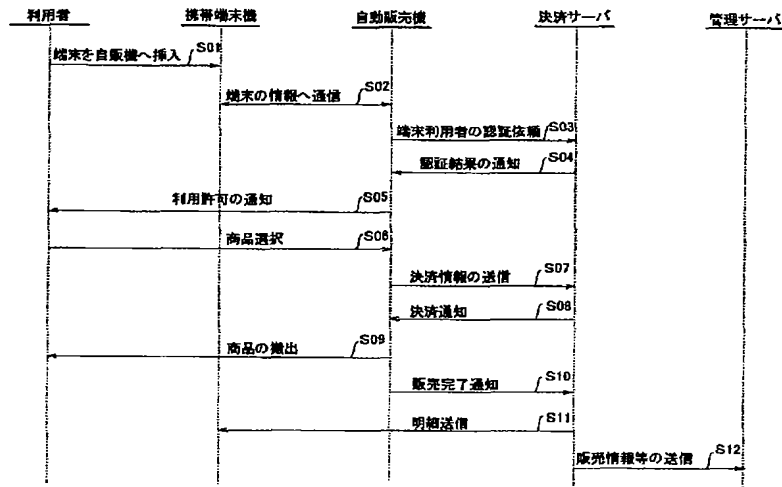 利用者
携帯端末機
自動販売機
決済サーバ
管理サーバ
端末を自販機へ挿入
S01
端末の情報へ通信
S02
端末利用者の認証依頼
S03
認証結果の通知
S04
利用許可の通知
S05
商品選択
S06
決済情報の送信
S07
決済通知
S08
商品の搬出
S09
販売完了通知
S10
明細送信
S11
販売情報等の送信
S12